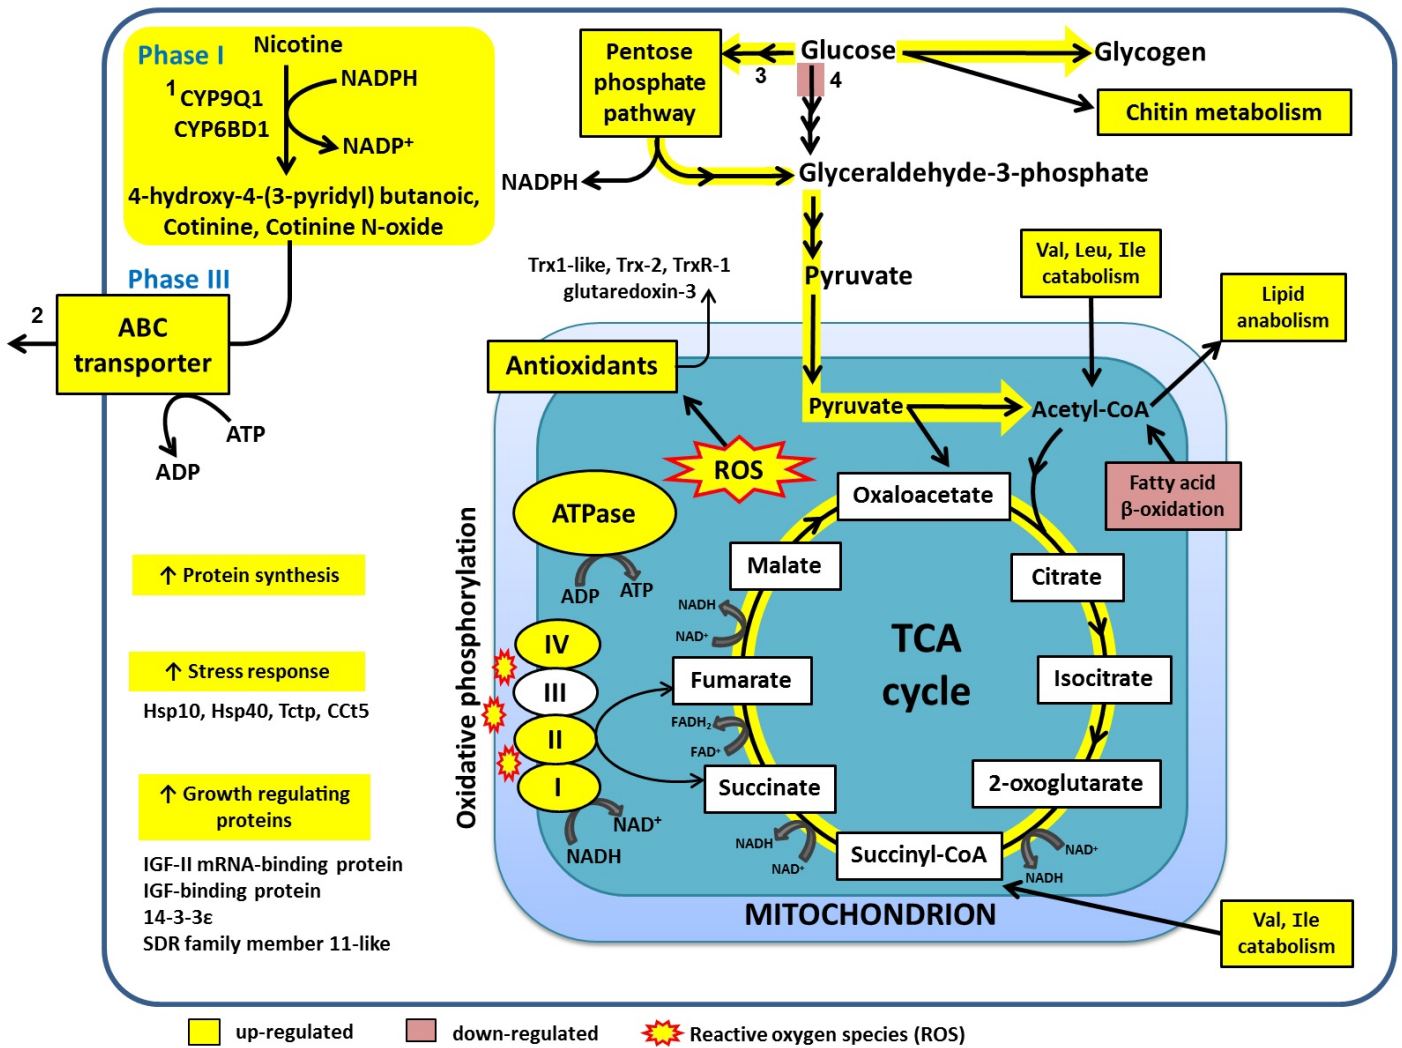 Phase I
Nicotine
NADPH
1
CYP9Q1
CYP6BD1
NADP+
4-hydroxy-4-(3-pyridyl) butanoic,
Cotinine, Cotinine N-oxide
Phase III
2
ABC
transporter
ATP
ADP
Pentose
phosphate
pathway
3
Glucose
4
Glycogen
Chitin metabolism
NADPH
Glyceraldehyde-3-phosphate
Trx1-like, Trx-2, TrxR-1
glutaredoxin-3
Pyruvate
Val, Leu, Ile
catabolism
Lipid
anabolism
Antioxidants
Pyruvate
Acetyl-CoA
ROS
Fatty acid
β-oxidation
Oxaloacetate
ATPase
ADP
ATP
Malate
Citrate
NADH
NAD+
Oxidative phosphorylation
IV
III
II
I
TCA
cycle
Fumarate
Isocitrate
FADH2
FAD+
Succinate
2-oxoglutarate
NAD+
NADH
NADH
NAD+
Succinyl-CoA
NAD+
NADH
MITOCHONDRION
Val, Ile
catabolism
↑ Protein synthesis
↑ Stress response
Hsp10, Hsp40, Tctp, CCt5
↑ Growth regulating
proteins
IGF-II mRNA-binding protein
IGF-binding protein
14-3-3ε
SDR family member 11-like
up-regulated
down-regulated
Reactive oxygen species (ROS)